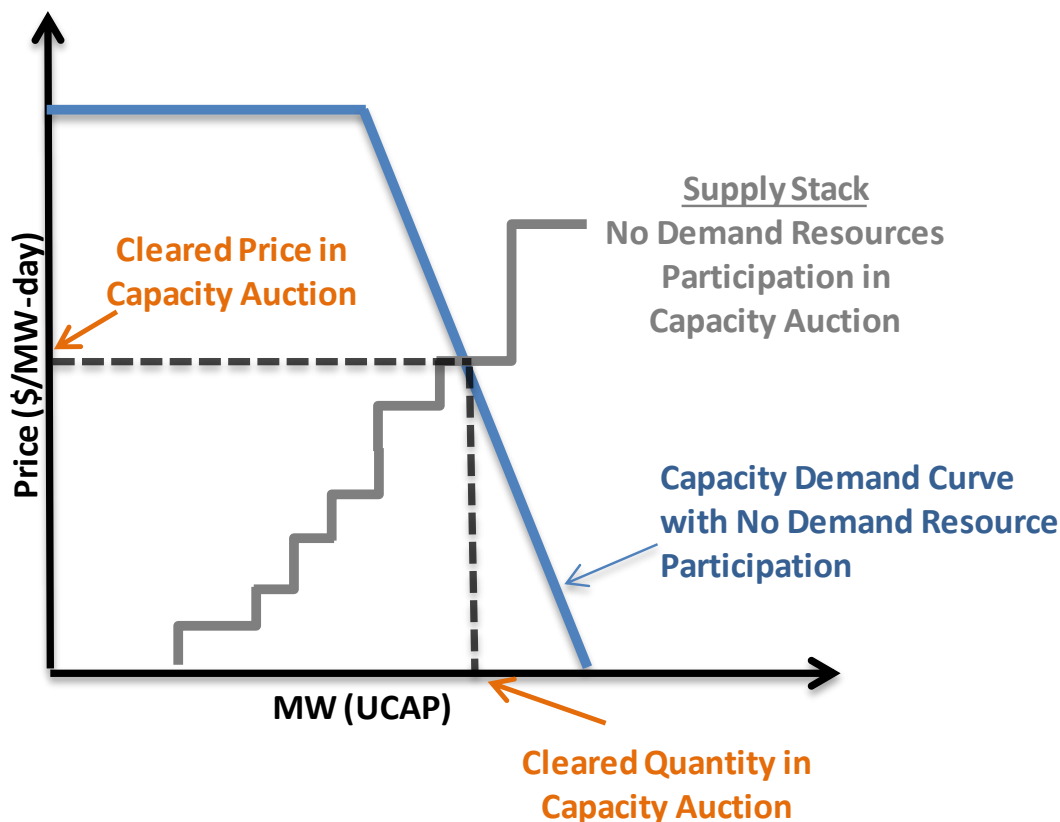 Supply Stack
No Demand Resources
Participation in
Capacity Auction
Cleared Price in
Capacity Auction
Price ($/MW-day)
Capacity Demand Curve
with No Demand Resource
Participation
MW (UCAP)
Cleared Quantity in
Capacity Auction